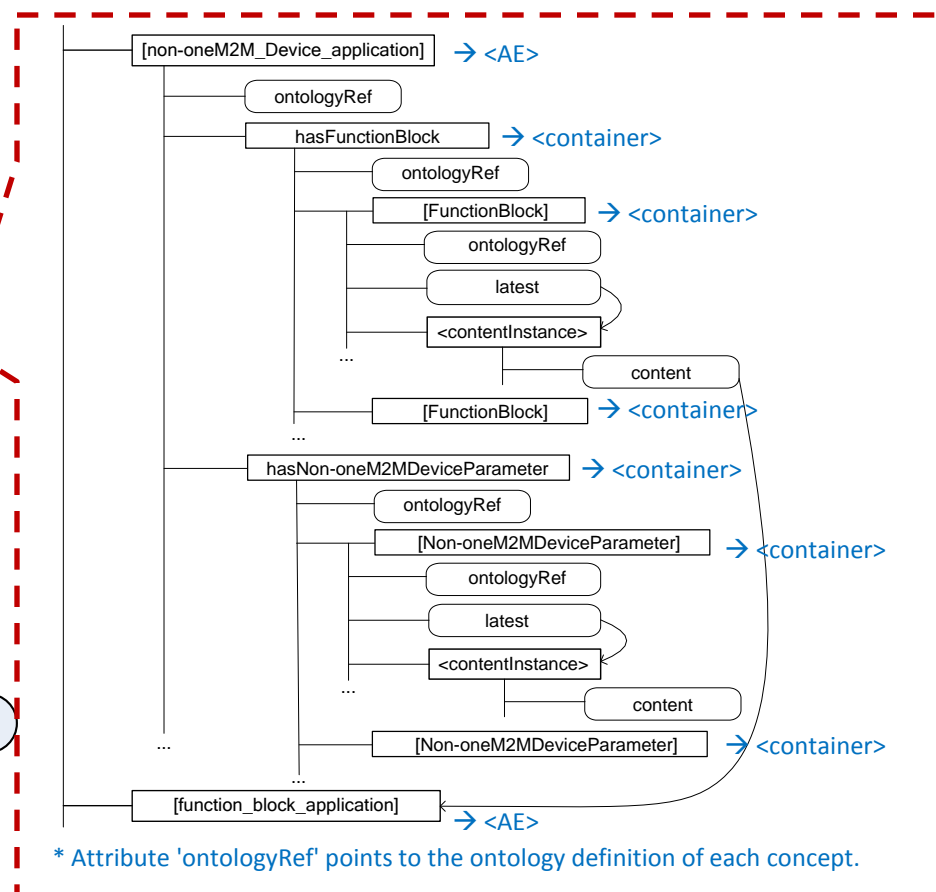 [non-oneM2M_Device_application] → <AE>
ontologyRef
hasFunctionBlock → <container>
ontologyRef
[FunctionBlock] → <container>
ontologyRef
latest
<contentInstance>
...
content
[FunctionBlock] → <container>
...
hasNon-oneM2MDeviceParameter → <container>
ontologyRef
[Non-oneM2MDeviceParameter] → <container>
ontologyRef
latest
<contentInstance>
...
content
... [Non-oneM2MDeviceParameter] → <container>
...
[function_block_application] → <AE>
* Attribute 'ontologyRef' points to the ontology definition of each concept.